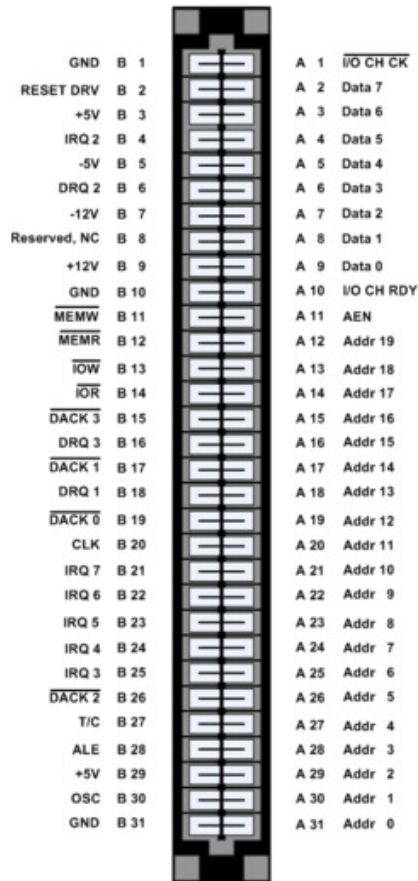 GND B 1 A 1 I/O CH CK
RESET DRV B 2 A 2 Data 7
+5V B 3 A 3 Data 6
IRQ 2 B 4 A 4 Data 5
-5V B 5 A 5 Data 4
DRQ 2 B 6 A 6 Data 3
-12V B 7 A 7 Data 2
Reserved, NC B 8 A 8 Data 1
+12V B 9 A 9 Data 0
GND B 10 A 10 I/O CH RDY
MEMW B 11 A 11 AEN
MEMR B 12 A 12 Addr 19
IOW B 13 A 13 Addr 18
IOR B 14 A 14 Addr 17
DACK 3 B 15 A 15 Addr 16
DRQ 3 B 16 A 16 Addr 15
DACK 1 B 17 A 17 Addr 14
DRQ 1 B 18 A 18 Addr 13
DACK 0 B 19 A 19 Addr 12
CLK B 20 A 20 Addr 11
IRQ 7 B 21 A 21 Addr 10
IRQ 6 B 22 A 22 Addr 9
IRQ 5 B 23 A 23 Addr 8
IRQ 4 B 24 A 24 Addr 7
IRQ 3 B 25 A 25 Addr 6
DACK 2 B 26 A 26 Addr 5
T/C B 27 A 27 Addr 4
ALE B 28 A 28 Addr 3
+5V B 29 A 29 Addr 2
OSC B 30 A 30 Addr 1
GND B 31 A 31 Addr 0